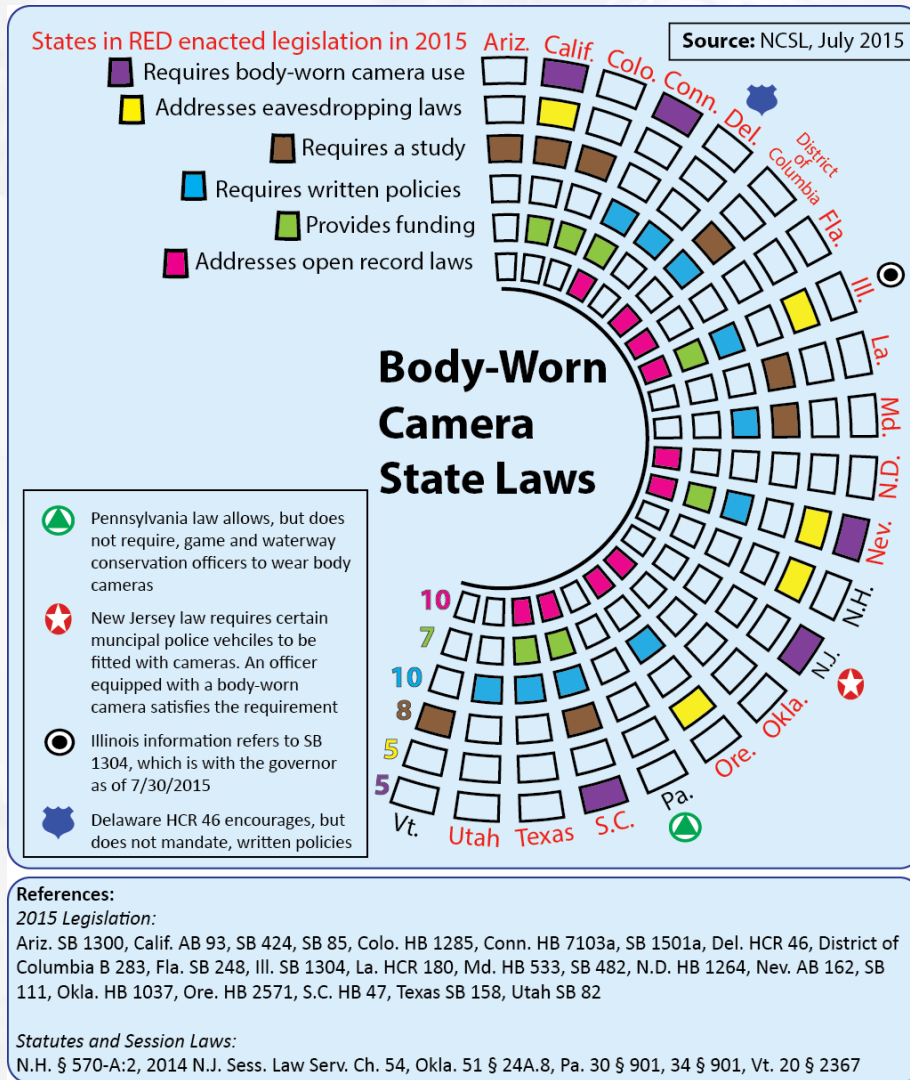 States in RED enacted legislation in 2015
Requires body-worn camera use
Addresses eavesdropping laws
Requires a study
Requires written policies
Provides funding
Addresses open record laws
Source: NCSL, July 2015
Ariz.
Calif.
Colo.
Conn.
Del.
District
of
Columbia
Fla.
Ill.
La.
Md.
N.D.
Nev.
N.H.
N.J.
Okla.
Ore.
Pa.
S.C.
Texas
Utah
Vt.
Body-Worn
Camera
State Laws
10
7
10
8
5
5
Pennsylvania law allows, but does
not require, game and waterway
conservation officers to wear body
cameras
New Jersey law requires certain
muncipal police vehciles to be
fitted with cameras. An officer
equipped with a body-worn
camera satisfies the requirement
Illinois information refers to SB
1304, which is with the governor
as of 7/30/2015
Delaware HCR 46 encourages, but
does not mandate, written policies
References:
2015 Legislation:
Ariz. SB 1300, Calif. AB 93, SB 424, SB 85, Colo. HB 1285, Conn. HB 7103a, SB 1501a, Del. HCR 46, District of
Columbia B 283, Fla. SB 248, Ill. SB 1304, La. HCR 180, Md. HB 533, SB 482, N.D. HB 1264, Nev. AB 162, SB
111, Okla. HB 1037, Ore. HB 2571, S.C. HB 47, Texas SB 158, Utah SB 82
Statutes and Session Laws:
N.H. § 570-A:2, 2014 N.J. Sess. Law Serv. Ch. 54, Okla. 51 § 24A.8, Pa. 30 § 901, 34 § 901, Vt. 20 § 2367